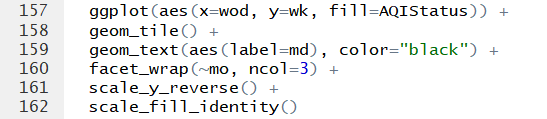 157 ggplot(aes(x=wod, y=wk, fill=AQIStatus)) +
158 geom_tile() +
159 geom_text(aes(label=md), color="black") +
160 facet_wrap(~mo, ncol=3) +
161 scale_y_reverse() +
162 scale_fill_identity()